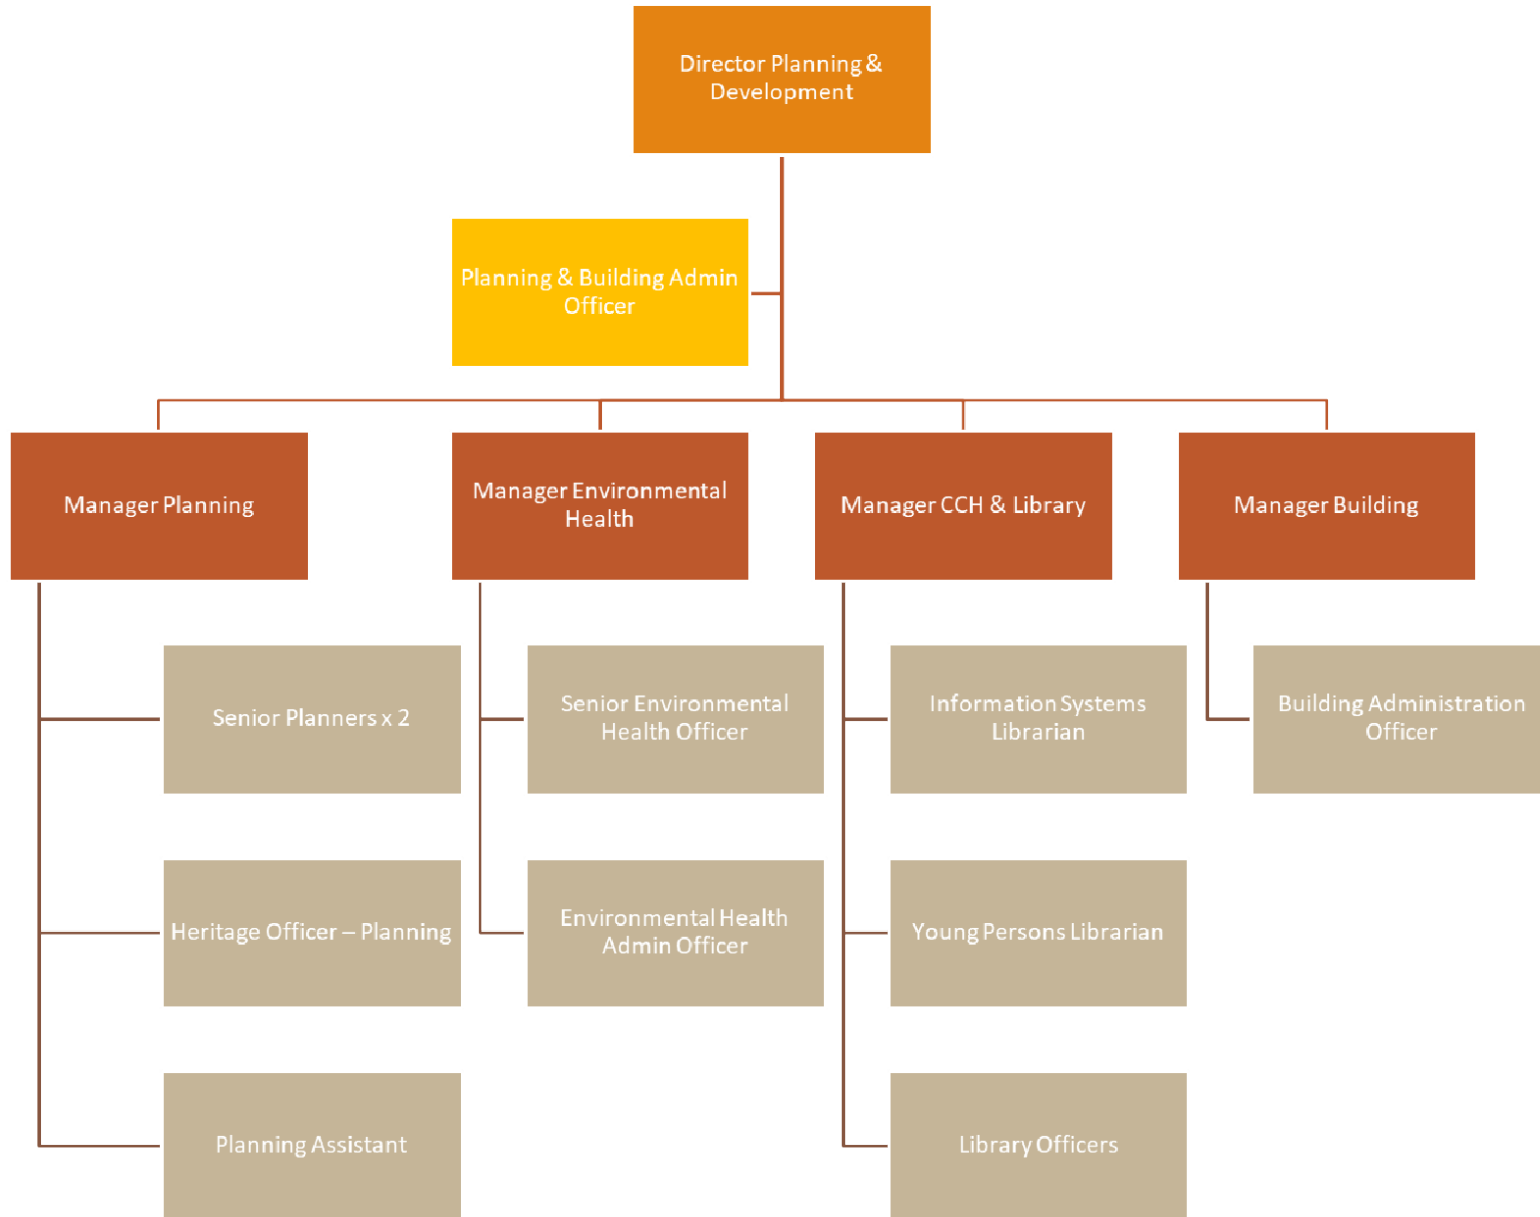 Director Planning &
Development
Planning & Building Admin
Officer
Manager Planning
Manager Environmental
Health
Manager CCH & Library
Manager Building
Senior Planners x 2
Senior Environmental
Health Officer
Information Systems
Librarian
Building Administration
Officer
Heritage Officer – Planning
Environmental Health
Admin Officer
Young Persons Librarian
Planning Assistant
Library Officers